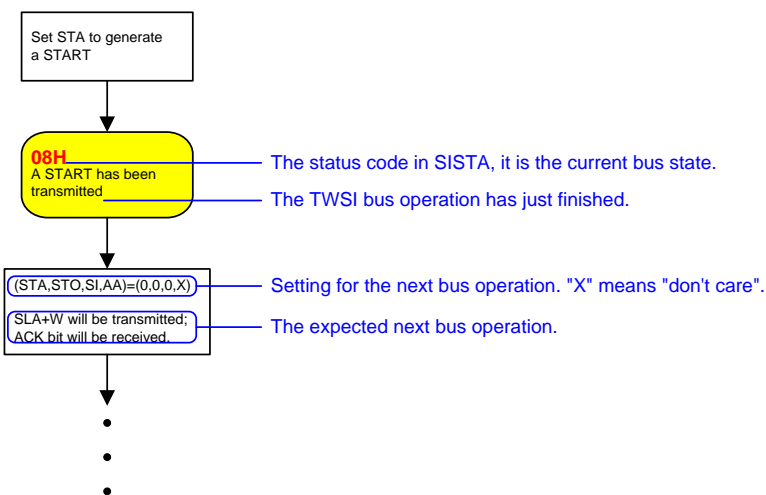 Set STA to generate
a START
08H
A START has been
transmitted
The status code in SISTA, it is the current bus state.
The TWSI bus operation has just finished.
(STA,STO,SI,AA)=(0,0,0,X)
Setting for the next bus operation. "X" means "don't care".
SLA+W will be transmitted;
ACK bit will be received.
The expected next bus operation.